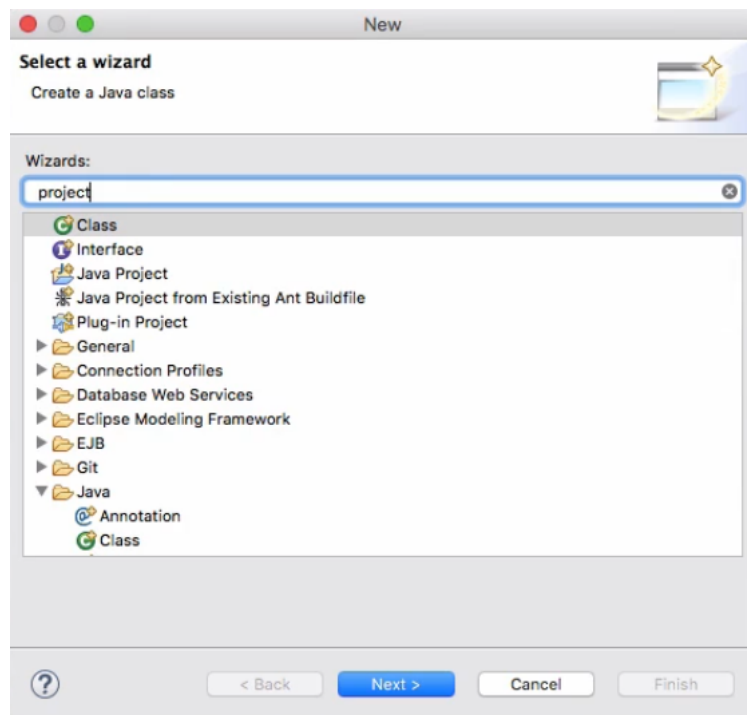 New
Select a wizard
Create a Java class
Wizards:
project
Class
Interface
Java Project
Java Project from Existing Ant Buildfile
Plug-in Project
General
Connection Profiles
Database Web Services
Eclipse Modeling Framework
EJB
Git
Java
Annotation
Class
? < Back Next > Cancel Finish